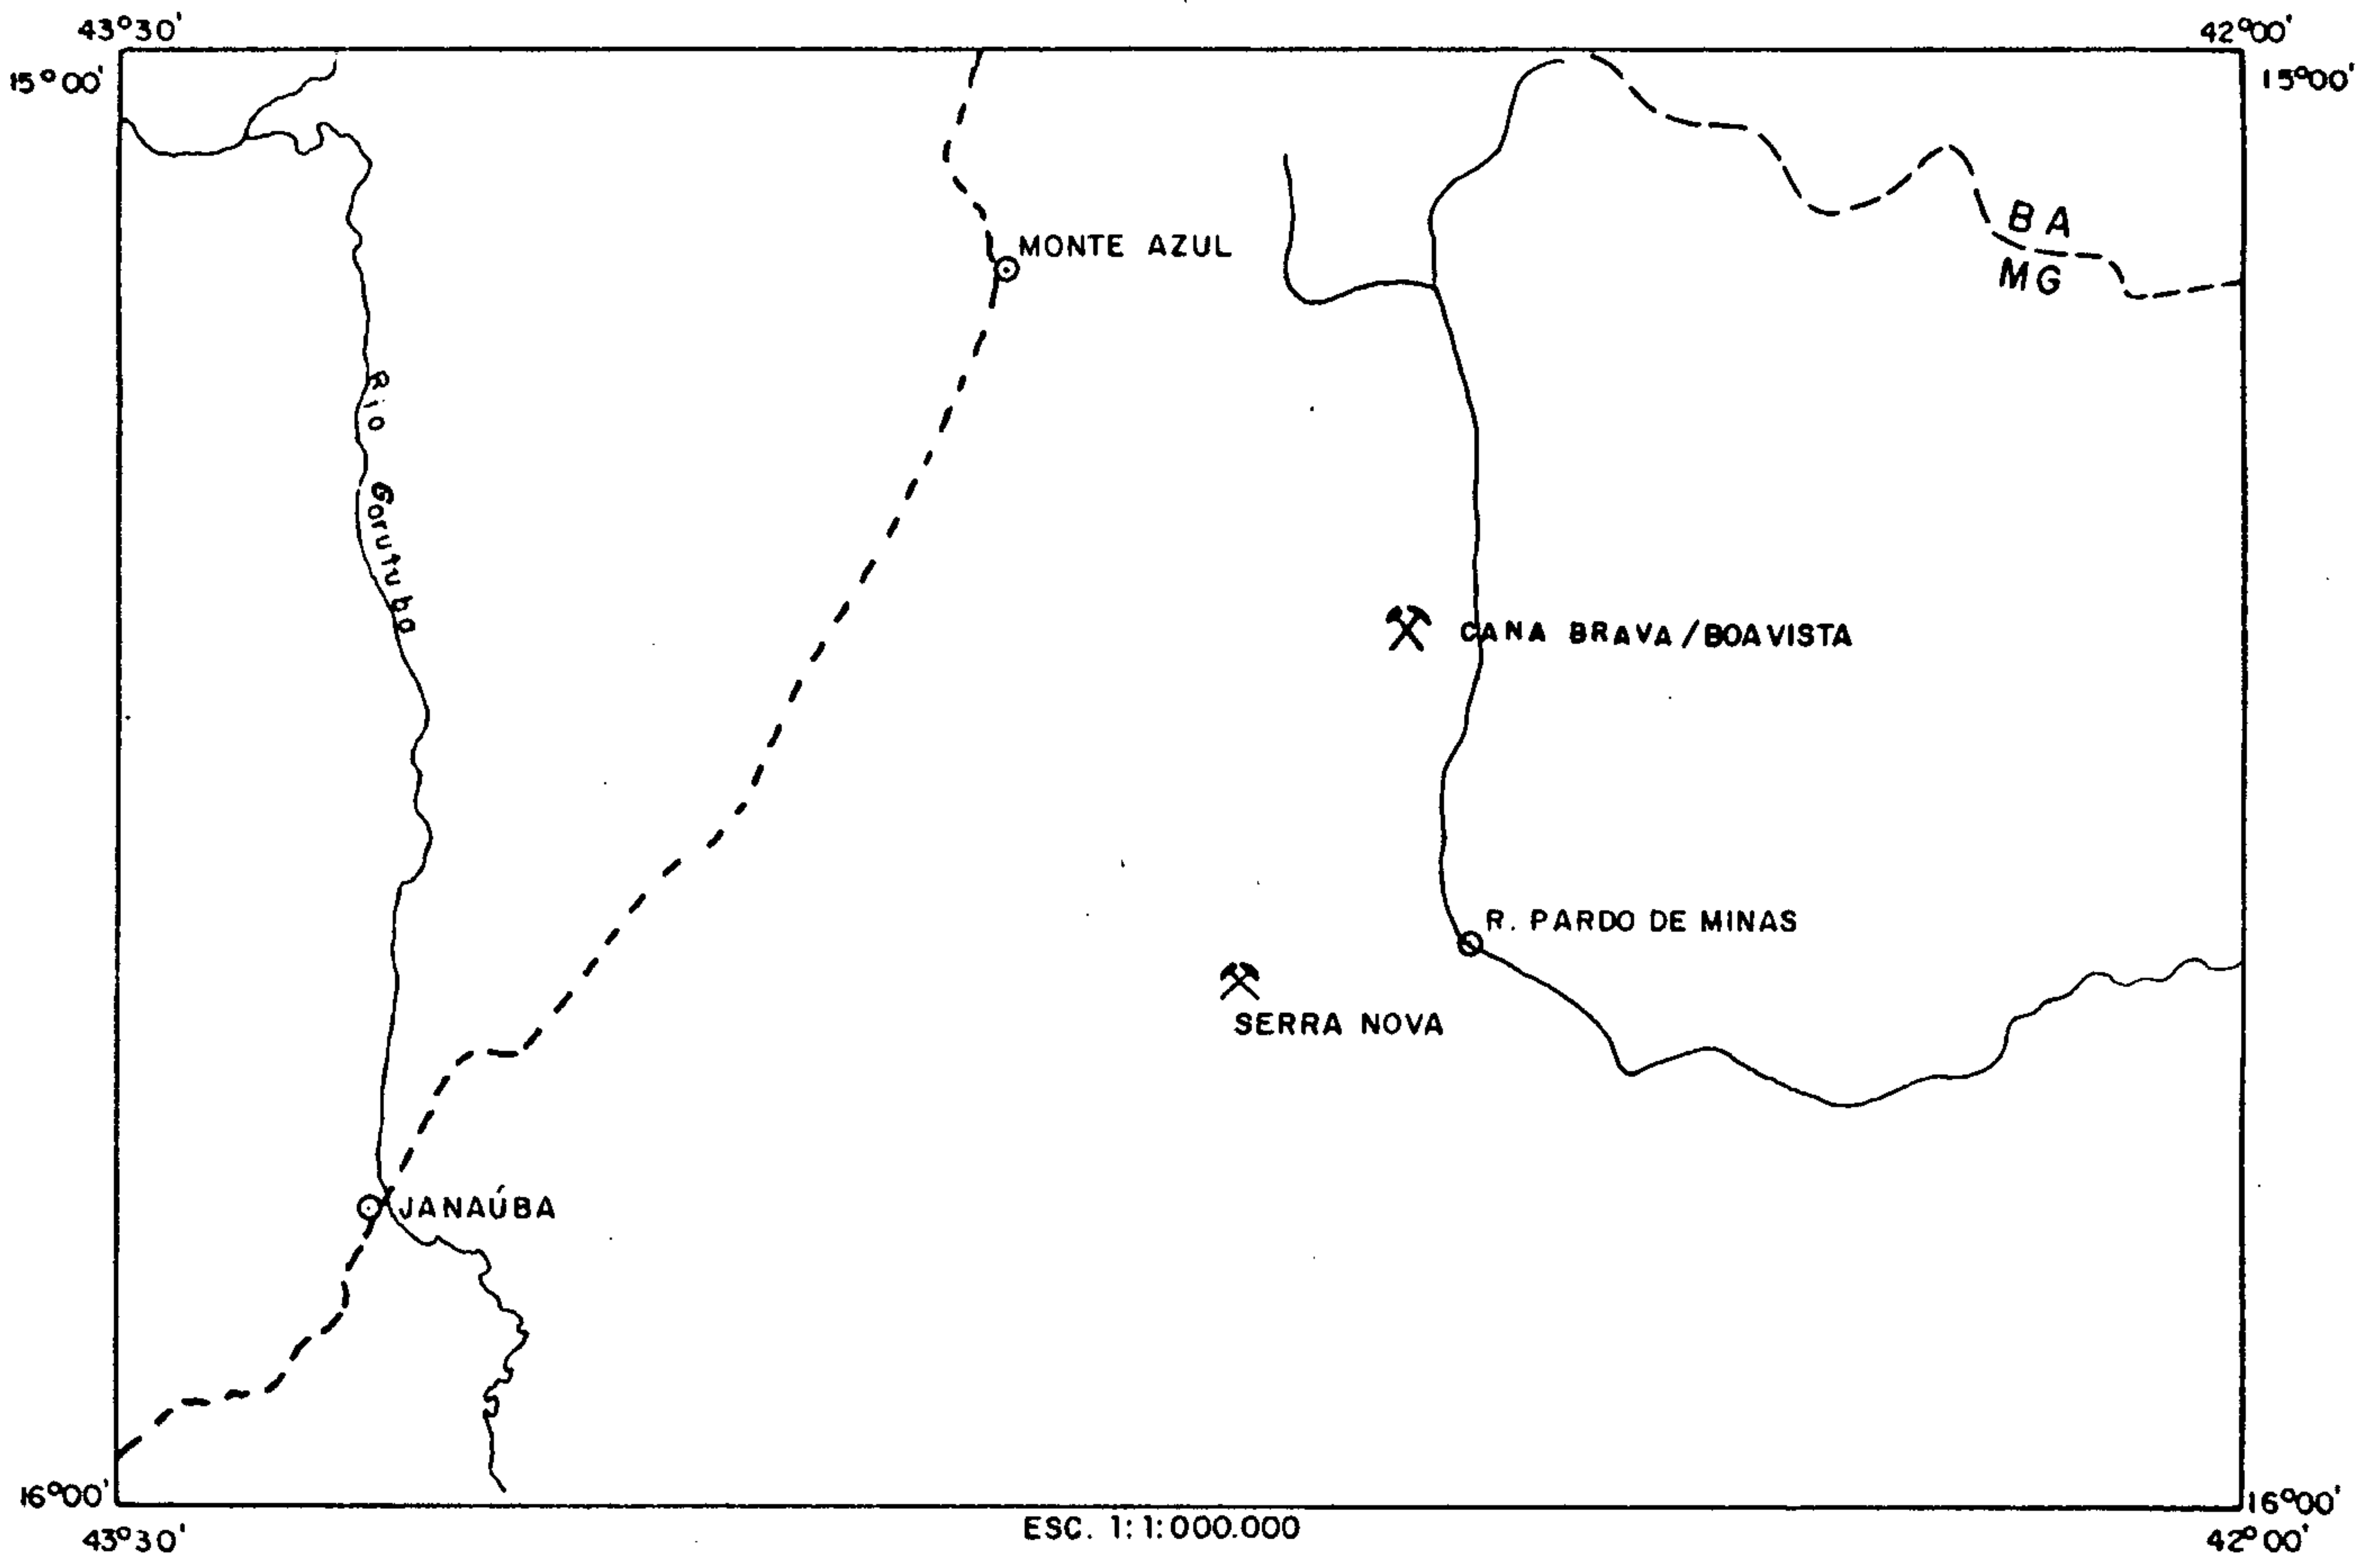 43°30'
42°00'
15°00'
15°00'
BA
MG
MONTE AZUL
Rio Gorutuba
CANA BRAVA/BOAVISTA
R. PARDO DE MINAS
SERRA NOVA
JANAÚBA
16°00'
16°00'
43°30'
ESC. 1:1:000.000
42°00'